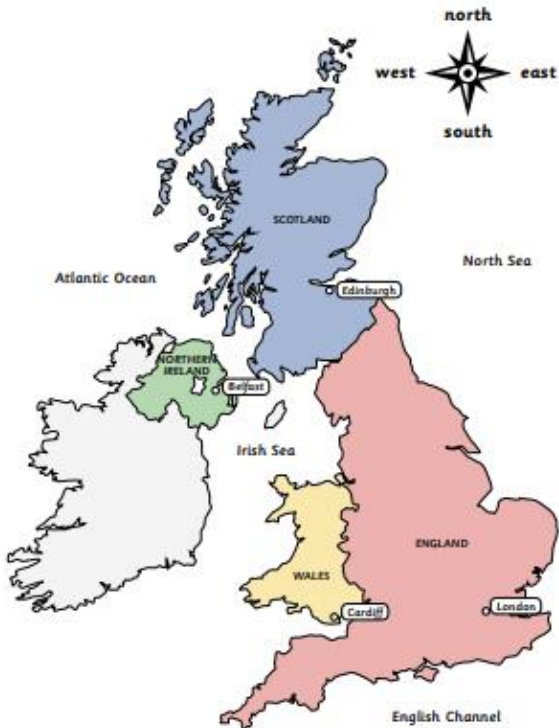 north
west
east
south
SCOTLAND
North Sea
Atlantic Ocean
Edinburgh
NORTHERN
IRELAND
Belfast
Irish Sea
ENGLAND
WALES
London
Cardiff
English Channel